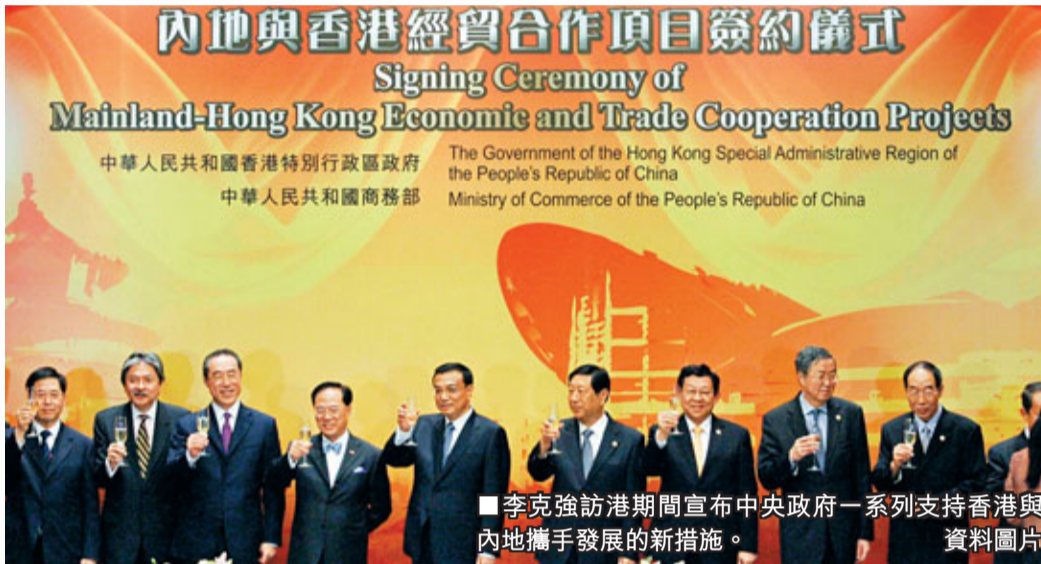 內地與香港經貿合作項目簽約儀式
Signing Ceremony of
Mainland-Hong Kong Economic and Trade Cooperation Projects
中華人民共和國香港特別行政區政府
The Government of the Hong Kong Special Administrative Region of
the People's Republic of China
中華人民共和國商務部
Ministry of Commerce of the People's Republic of China
■李克強訪港期間宣布中央政府一系列支持香港與
內地攜手發展的新措施。 資料圖片